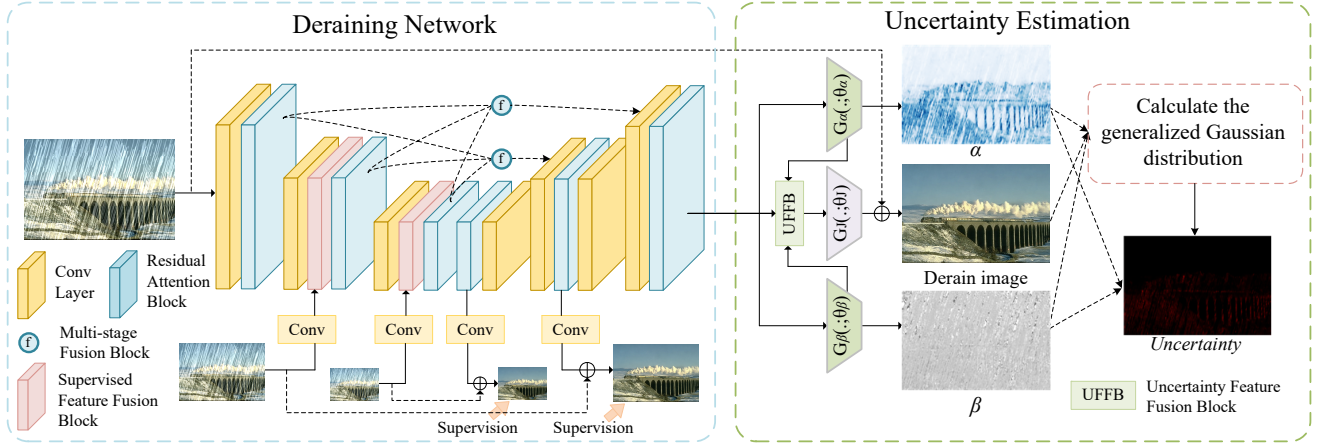 Deraining Network
Uncertainty Estimation
f
f
Gα(.;θα)
UFFB
GJ(.;θJ)
Gβ(.;θβ)
α
Derain image
β
Calculate the
generalized Gaussian
distribution
Uncertainty
Conv
Layer
Residual
Attention
Block
f
Multi-stage
Fusion Block
Supervised
Feature Fusion
Block
Conv
Conv
Conv
Conv
Supervision
Supervision
UFFB
Uncertainty Feature
Fusion Block